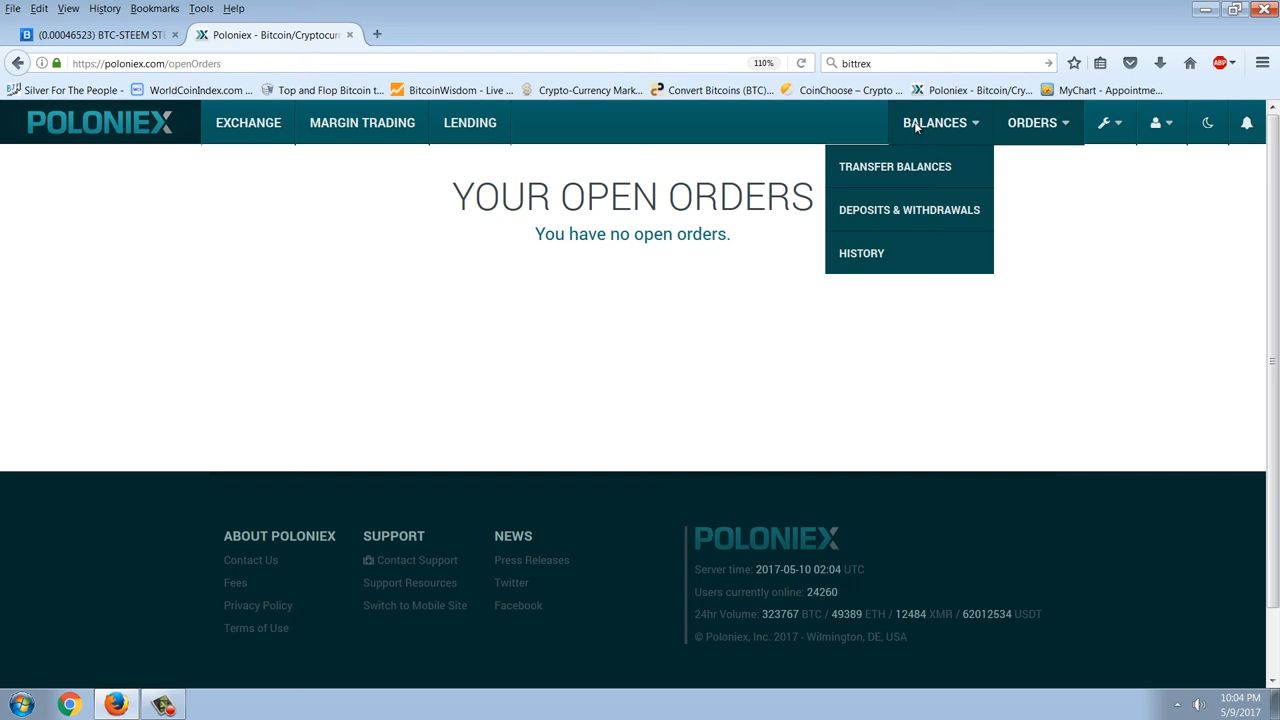 File Edit View History Bookmarks Tools Help
(0.00046523) BTC-STEEM STE × Poloniex - Bitcoin/Cryptocur × +
https://poloniex.com/openOrders 110% bittrex
Silver For The People - ... WorldCoinIndex.com ... Top and Flop Bitcoin t... BitcoinWisdom - Live ... Crypto-Currency Mark... Convert Bitcoins (BTC)... CoinChoose – Crypto ... Poloniex - Bitcoin/Cry... MyChart - Appointme...
POLONIEX EXCHANGE MARGIN TRADING LENDING BALANCES ORDERS
TRANSFER BALANCES
DEPOSITS & WITHDRAWALS
HISTORY
YOUR OPEN ORDERS
You have no open orders.
ABOUT POLONIEX
Contact Us
Fees
Privacy Policy
Terms of Use
SUPPORT
Contact Support
Support Resources
Switch to Mobile Site
NEWS
Press Releases
Twitter
Facebook
POLONIEX
Server time: 2017-05-10 02:04 UTC
Users currently online: 24260
24hr Volume: 323767 BTC / 49389 ETH / 12484 XMR / 62012534 USDT
© Poloniex, Inc. 2017 - Wilmington, DE, USA
10:04 PM
5/9/2017